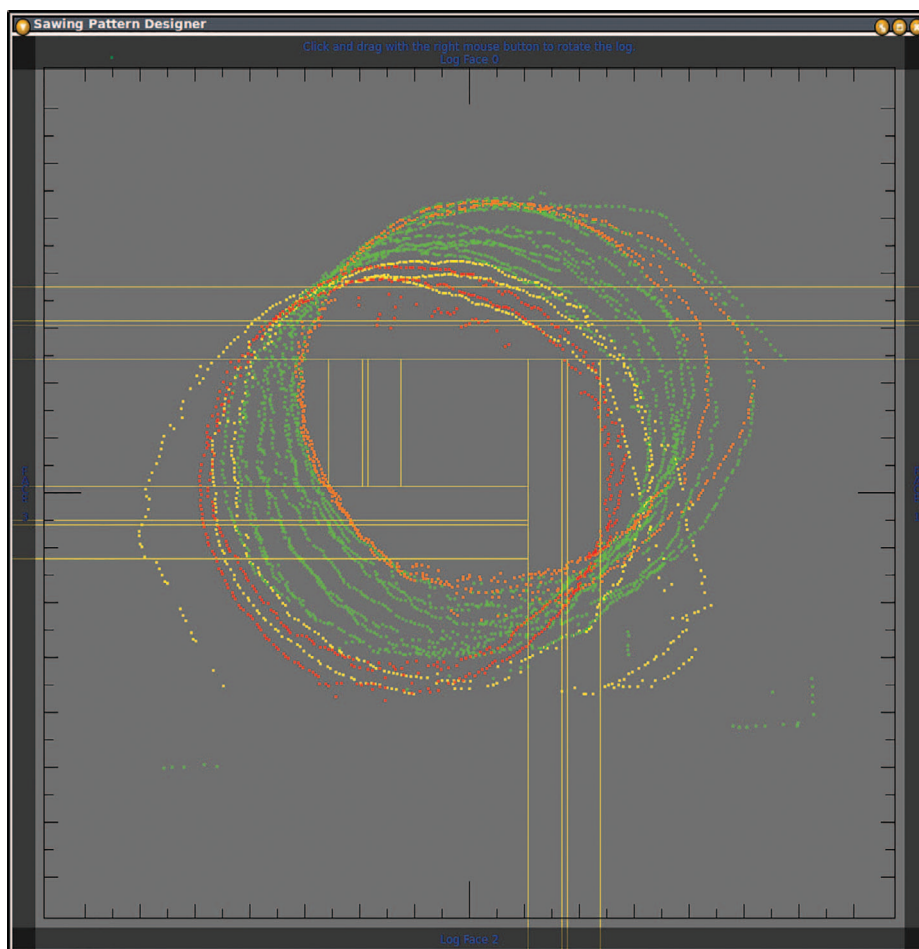 Sawing Pattern Designer
Click and drag with the right mouse button to rotate the log.
Log Face 0
Log Face 2